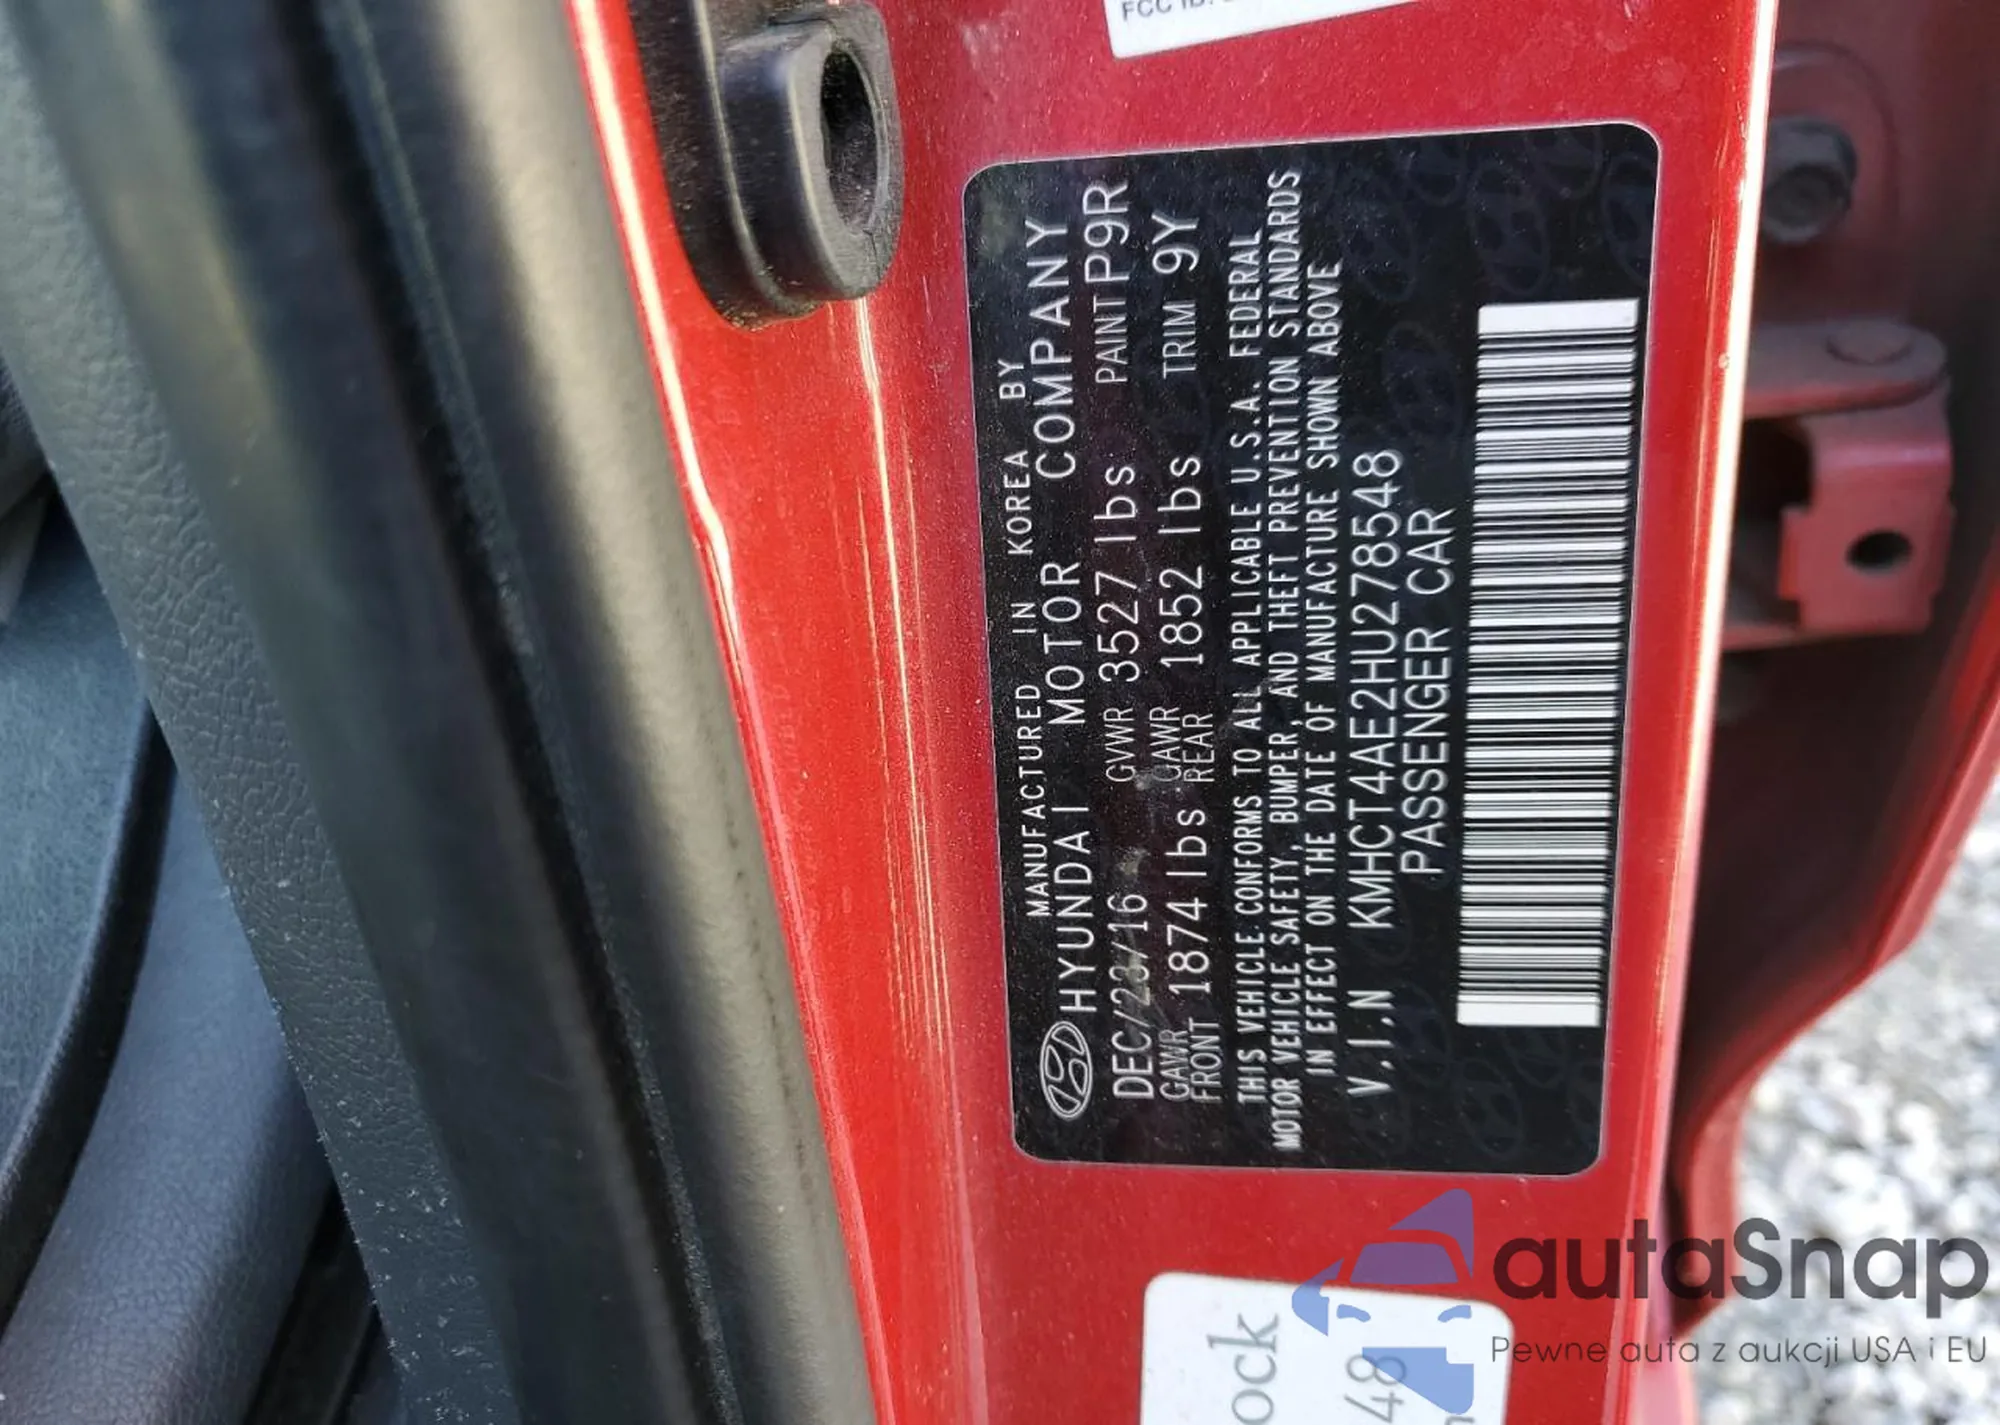 FCC ID:
MANUFACTURED IN KOREA BY
HYUNDAI MOTOR COMPANY
DEC/23/16 GVWR 3527 lbs PAINT P9R
GAWR FRONT 1874 lbs GAWR REAR 1852 lbs TRIM 9Y
THIS VEHICLE CONFORMS TO ALL APPLICABLE U.S.A. FEDERAL
MOTOR VEHICLE SAFETY, BUMPER, AND THEFT PREVENTION STANDARDS
IN EFFECT ON THE DATE OF MANUFACTURE SHOWN ABOVE
V.I.N KMHCT4AE2HU278548
PASSENGER CAR
ock
48
autaSnap
Pewne auta z aukcji USA i EU